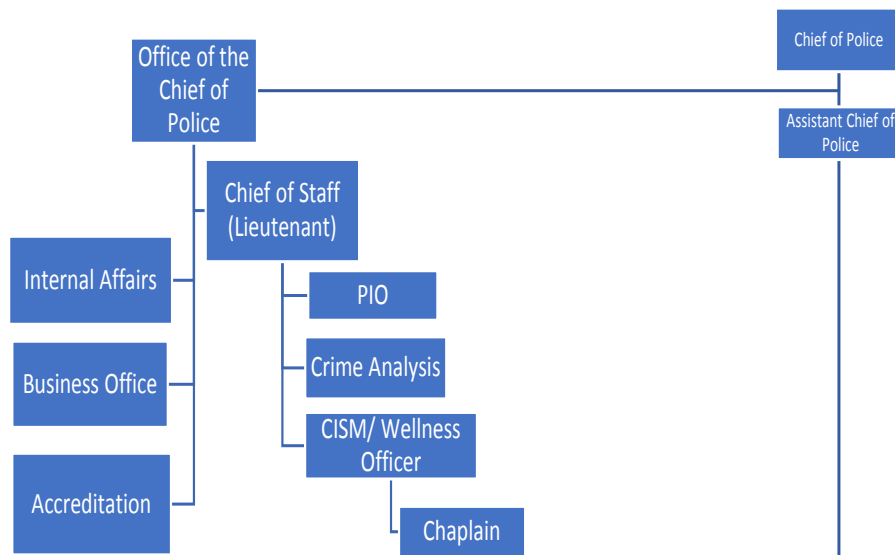 Chief of Police
Office of the
Chief of
Police
Assistant Chief of
Police
Chief of Staff
(Lieutenant)
Internal Affairs
PIO
Business Office
Crime Analysis
CISM/ Wellness
Officer
Accreditation
Chaplain